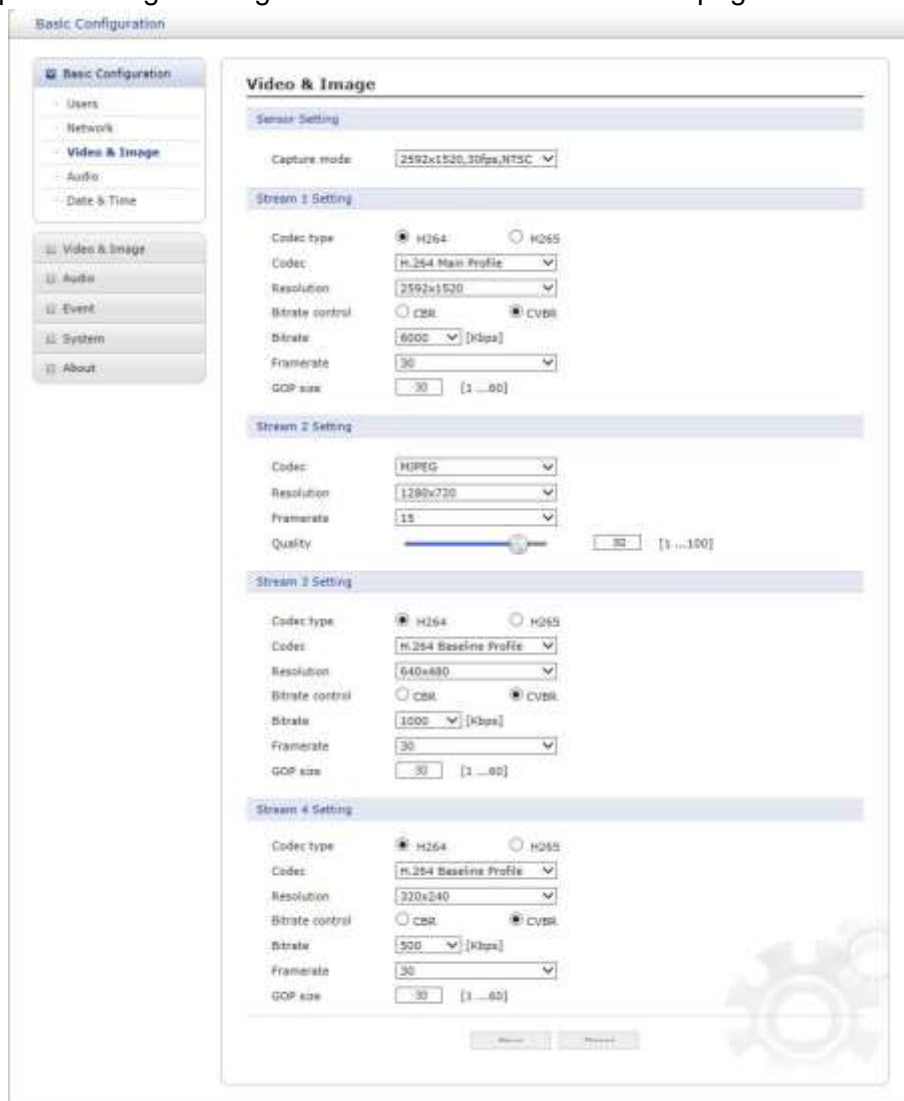 Basic Configuration
Basic Configuration
Users
Network
Video & Image
Audio
Date & Time
Video & Image
Audio
Event
System
About
Video & Image
Sensor Setting
Capture mode 2592x1520,30fps,NTSC
Stream 1 Setting
Codec type H264 H265
Codec H.264 Main Profile
Resolution 2592x1520
Bitrate control CBR CVBR
Bitrate 6000 [Kbps]
Framerate 30
GOP size 30 [1 ...60]
Stream 2 Setting
Codec MJPEG
Resolution 1280x720
Framerate 15
Quality 80 [1 ...100]
Stream 3 Setting
Codec type H264 H265
Codec H.264 Baseline Profile
Resolution 640x480
Bitrate control CBR CVBR
Bitrate 1000 [Kbps]
Framerate 30
GOP size 30 [1 ...60]
Stream 4 Setting
Codec type H264 H265
Codec H.264 Baseline Profile
Resolution 320x240
Bitrate control CBR CVBR
Bitrate 500 [Kbps]
Framerate 30
GOP size 30 [1 ...60]